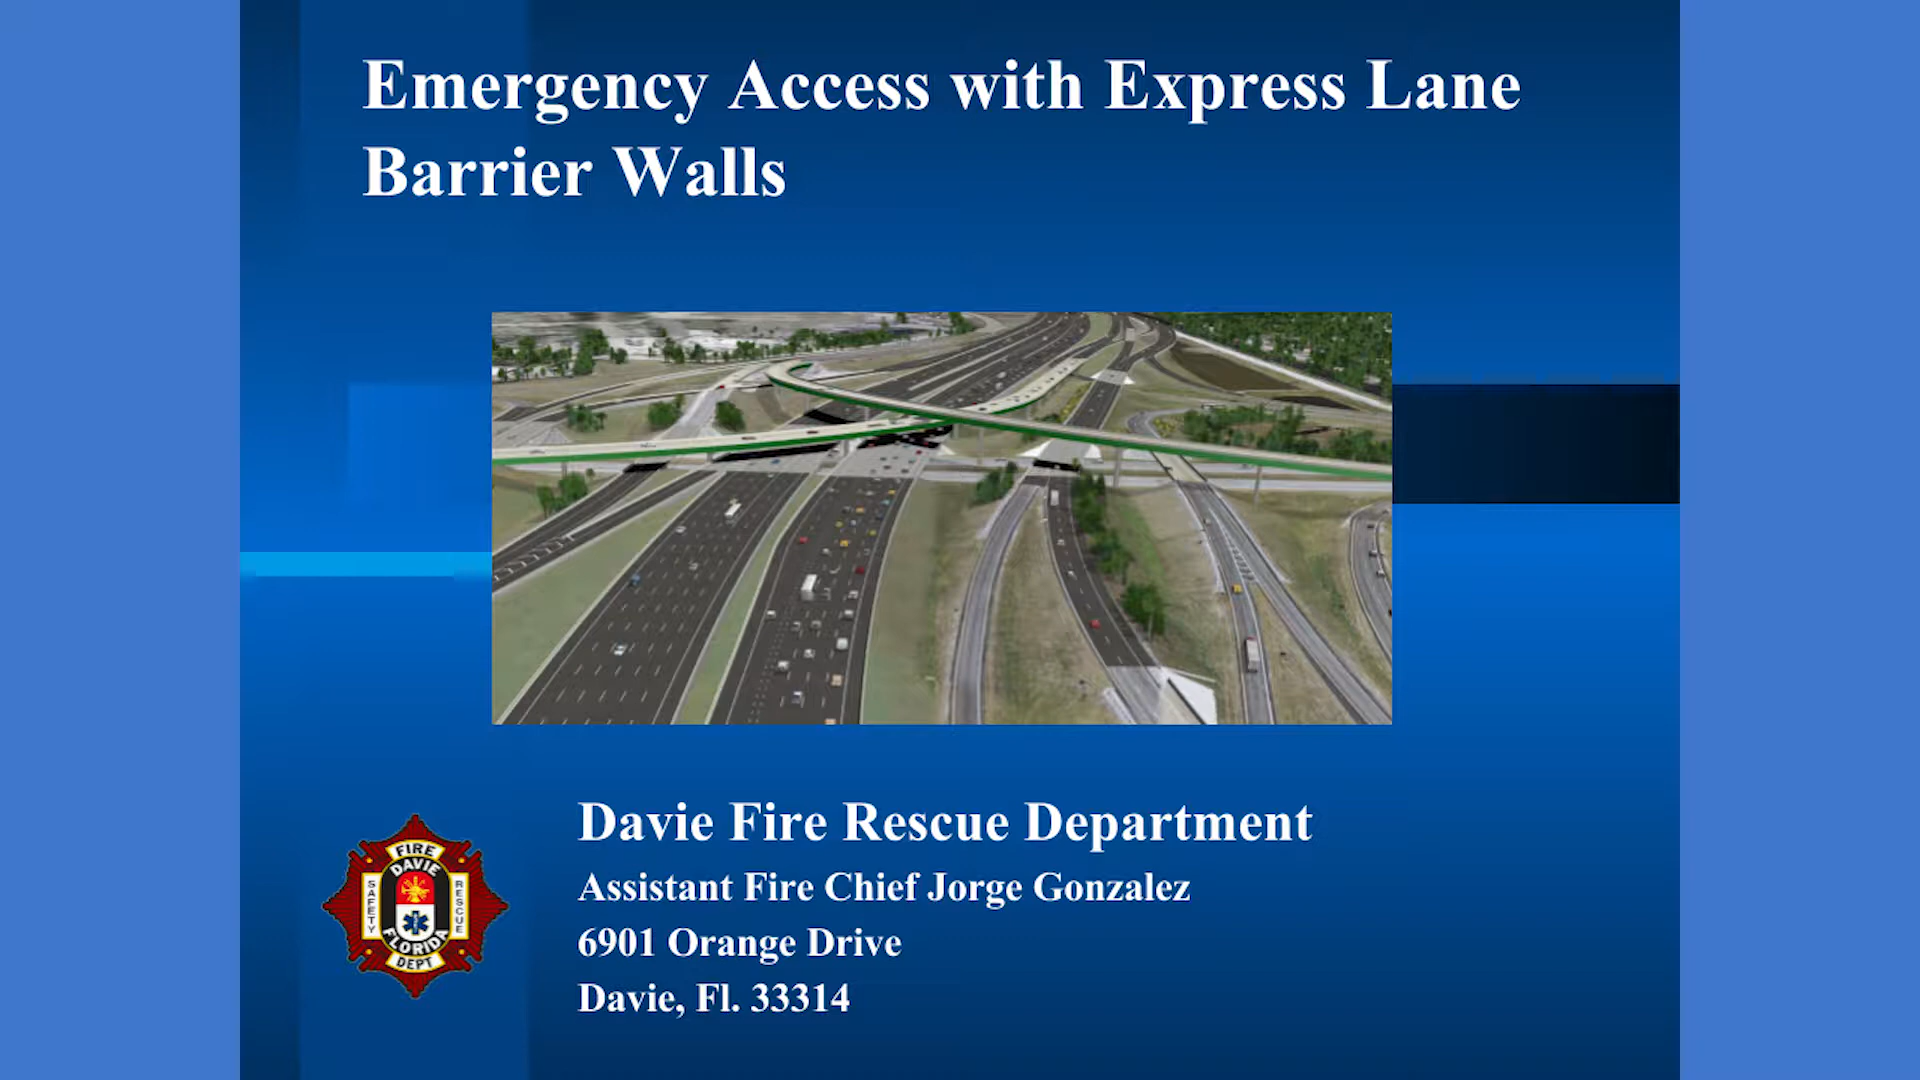 Emergency Access with Express Lane
Barrier Walls
Davie Fire Rescue Department
Assistant Fire Chief Jorge Gonzalez
6901 Orange Drive
Davie, Fl. 33314
FIRE
DAVIE
SAFETY
RESCUE
FLORIDA
DEPT